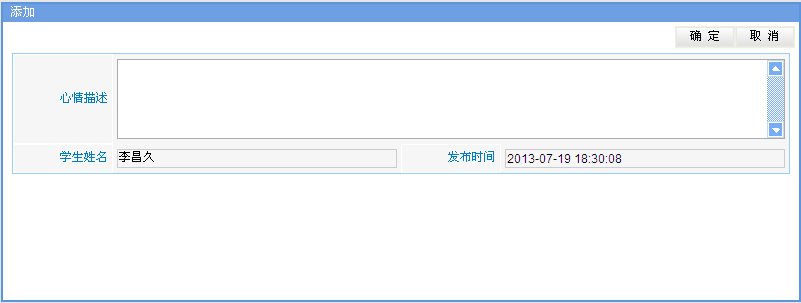 添加
确 定 取 消
心情描述
学生姓名 李昌久 发布时间 2013-07-19 18:30:08